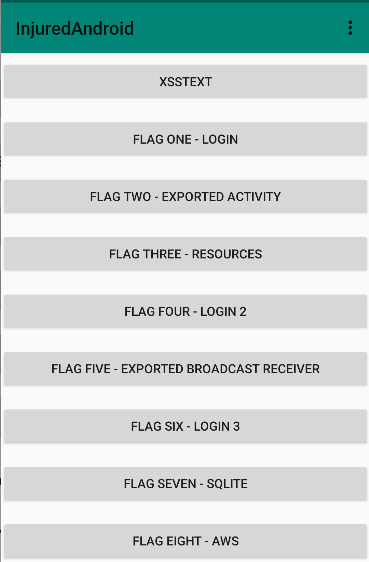 InjuredAndroid
XSSTEXT
FLAG ONE - LOGIN
FLAG TWO - EXPORTED ACTIVITY
FLAG THREE - RESOURCES
FLAG FOUR - LOGIN 2
FLAG FIVE - EXPORTED BROADCAST RECEIVER
FLAG SIX - LOGIN 3
FLAG SEVEN - SQLITE
FLAG EIGHT - AWS